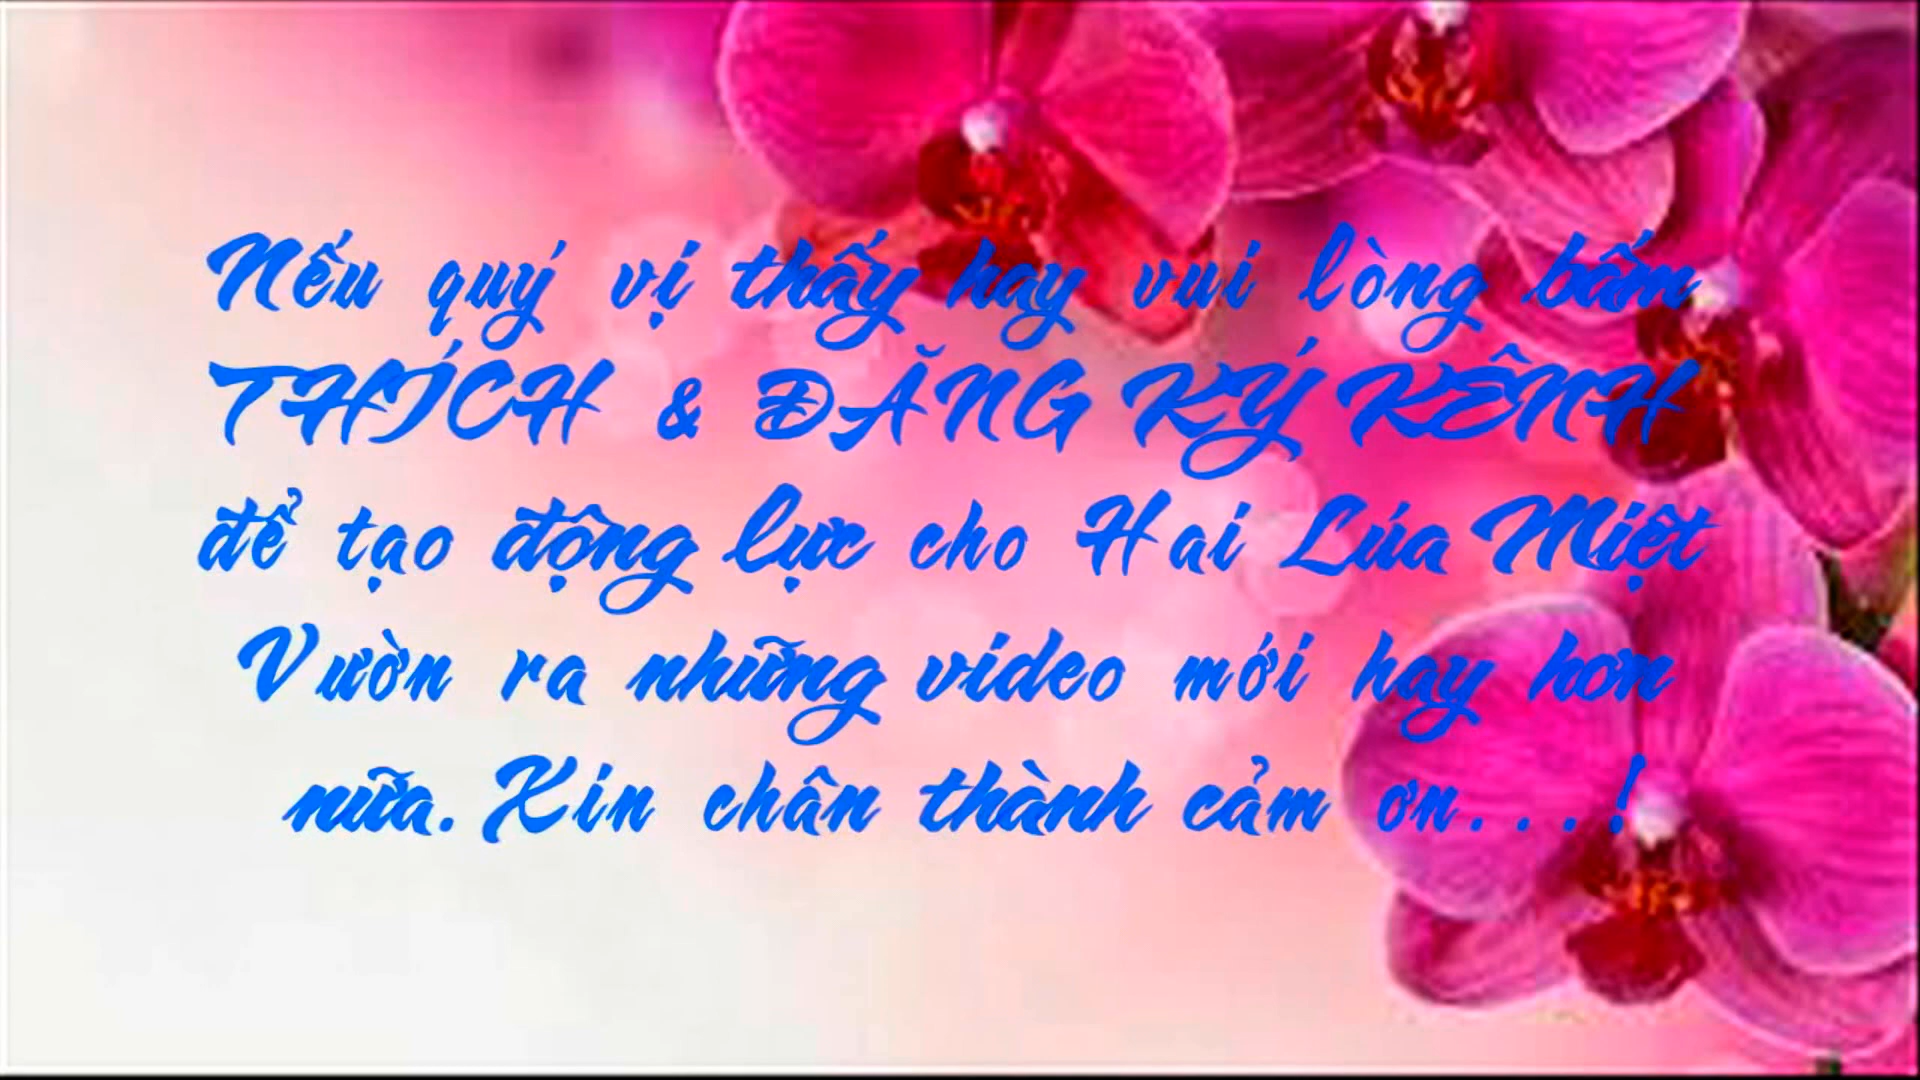 Nếu quý vị thấy hay vui lòng bấm
THÍCH & ĐĂNG KÝ KÊNH
để tạo động lực cho Hai Lúa Miệt
Vườn ra những video mới hay hơn
nữa. Xin chân thành cảm ơn...!